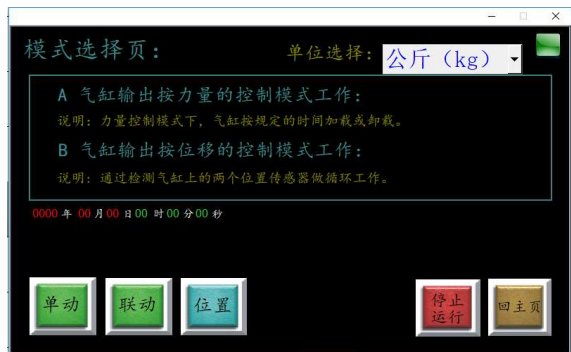 模式选择页： 单位选择： 公斤（kg）
A 气缸输出按力量的控制模式工作：
说明：力量控制模式下，气缸按规定的时间加载或卸载。
B 气缸输出按位移的控制模式工作：
说明：通过检测气缸上的两个位置传感器做循环工作。
0000 年 00 月 00 日 00 时 00 分 00 秒
单动 联动 位置 停止运行 回主页